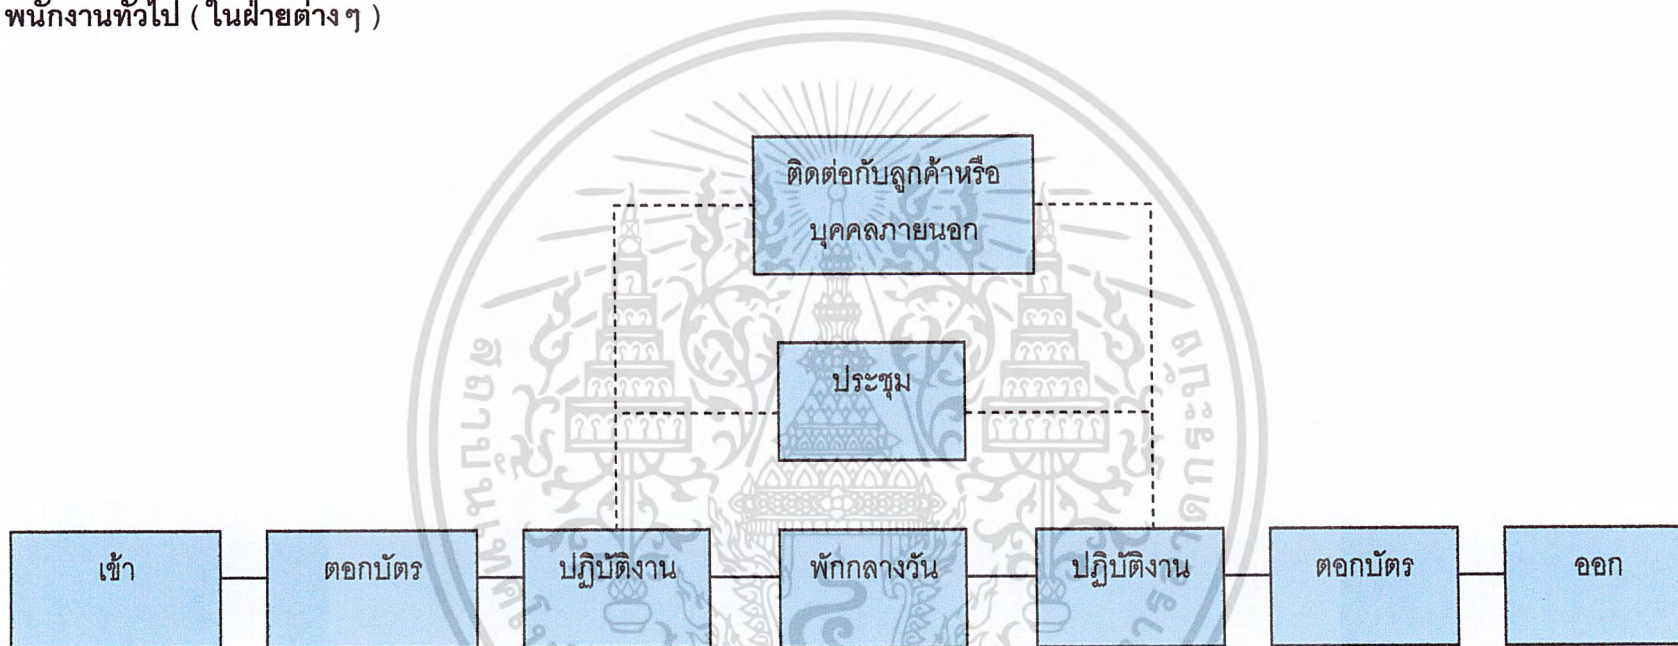 พนักงานทั่วไป ( ในฝ่ายต่าง ๆ )
ติดต่อกับลูกค้าหรือ
บุคคลภายนอก
ประชุม
เข้า
ตอกบัตร
ปฏิบัติงาน
พักกลางวัน
ปฏิบัติงาน
ตอกบัตร
ออก